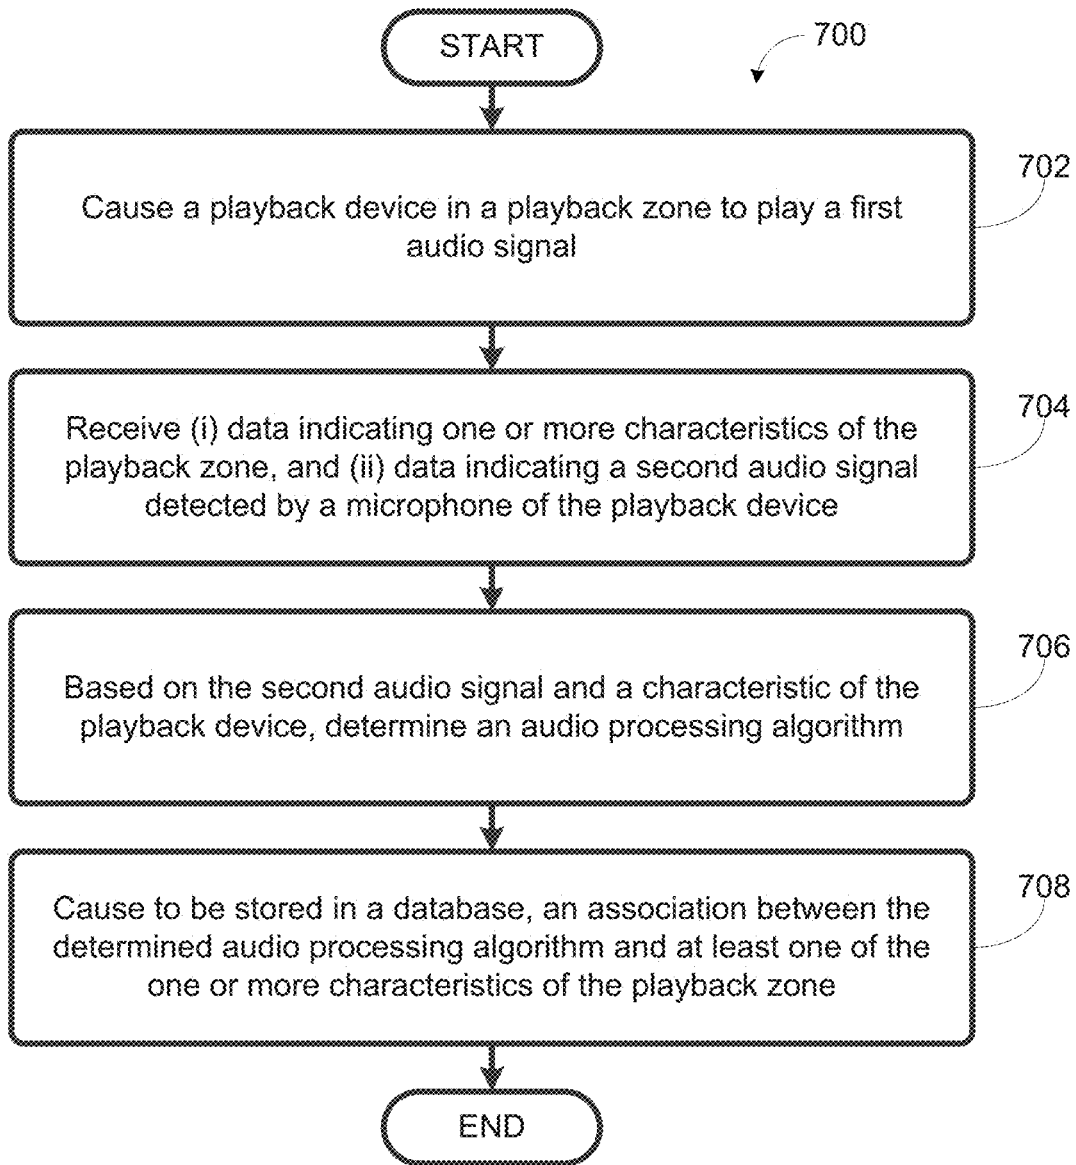 START
700
Cause a playback device in a playback zone to play a first
audio signal
702
Receive (i) data indicating one or more characteristics of the
playback zone, and (ii) data indicating a second audio signal
detected by a microphone of the playback device
704
Based on the second audio signal and a characteristic of the
playback device, determine an audio processing algorithm
706
Cause to be stored in a database, an association between the
determined audio processing algorithm and at least one of the
one or more characteristics of the playback zone
708
END